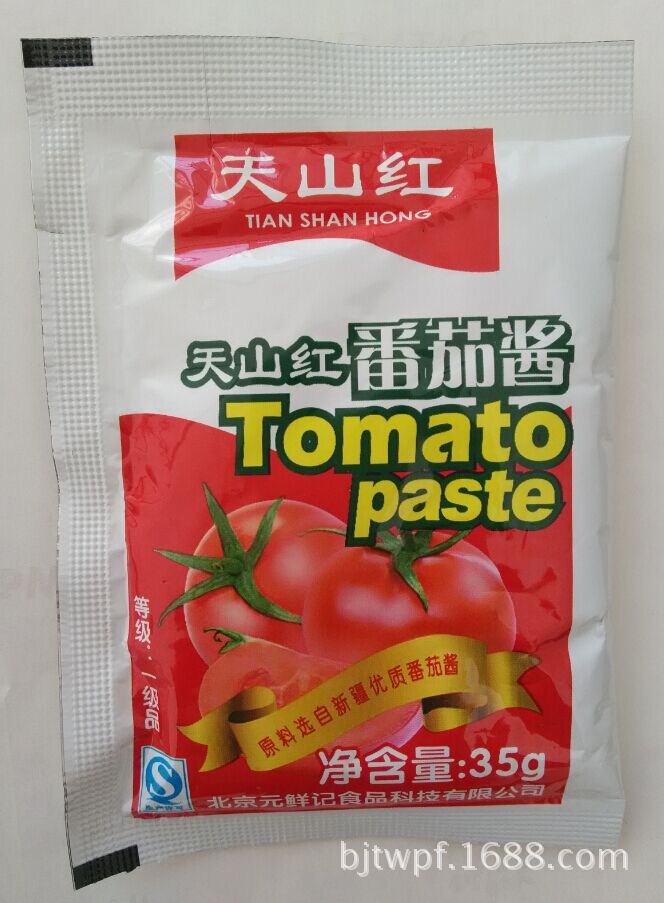 天山红
TIAN SHAN HONG
天山红番茄酱
Tomato
paste
等级:一级品
原料选自新疆优质番茄酱
净含量:35g
北京元鲜记食品科技有限公司
bjtwpf.1688.com